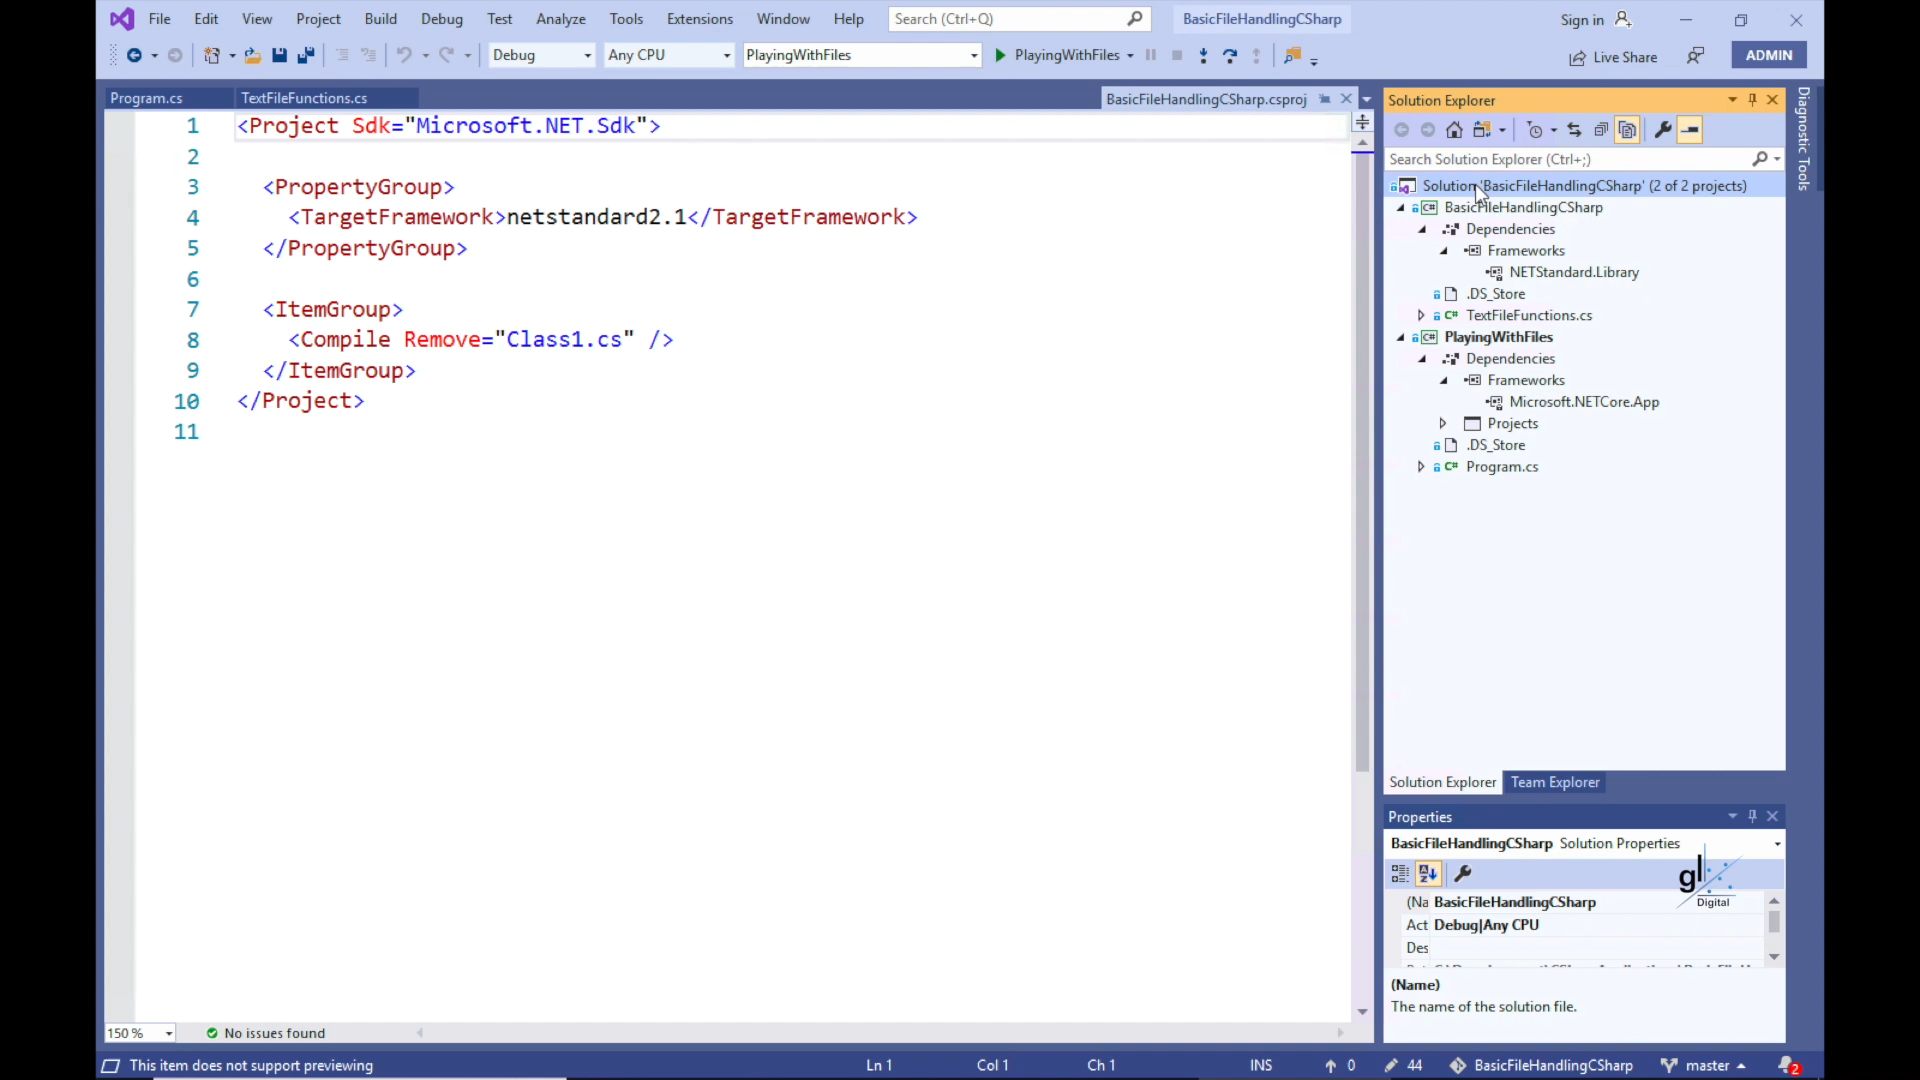 File Edit View Project Build Debug Test Analyze Tools Extensions Window Help Search (Ctrl+Q) BasicFileHandlingCSharp Sign in
Debug Any CPU PlayingWithFiles PlayingWithFiles Live Share ADMIN
Program.cs TextFileFunctions.cs BasicFileHandlingCSharp.csproj
1 <Project Sdk="Microsoft.NET.Sdk">
2
3 <PropertyGroup>
4 <TargetFramework>netstandard2.1</TargetFramework>
5 </PropertyGroup>
6
7 <ItemGroup>
8 <Compile Remove="Class1.cs" />
9 </ItemGroup>
10 </Project>
11
Solution Explorer
Search Solution Explorer (Ctrl+;)
Solution 'BasicFileHandlingCSharp' (2 of 2 projects)
C# BasicFileHandlingCSharp
Dependencies
Frameworks
NETStandard.Library
.DS_Store
C# TextFileFunctions.cs
C# PlayingWithFiles
Dependencies
Frameworks
Microsoft.NETCore.App
Projects
.DS_Store
C# Program.cs
Diagnostic Tools
Solution Explorer Team Explorer
Properties
BasicFileHandlingCSharp Solution Properties
gl
Digital
(Na BasicFileHandlingCSharp
Act Debug|Any CPU
Des
(Name)
The name of the solution file.
150 % No issues found
This item does not support previewing Ln 1 Col 1 Ch 1 INS 0 44 BasicFileHandlingCSharp master 2